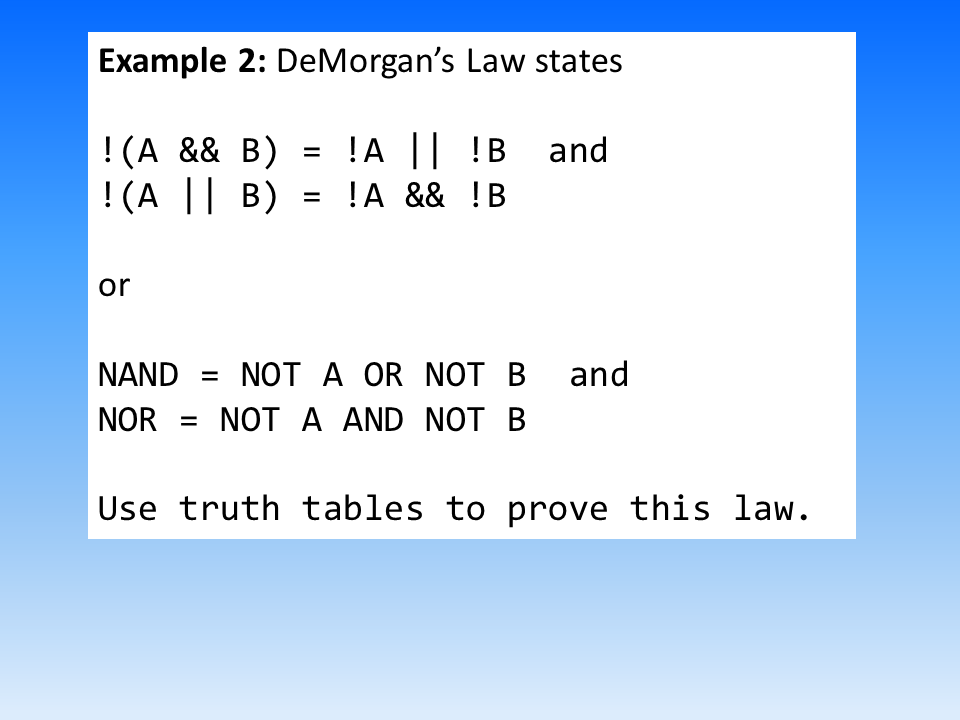 Example 2: DeMorgan’s Law states
!(A && B) = !A || !B  and
!(A || B) = !A && !B
or
NAND = NOT A OR NOT B  and
NOR = NOT A AND NOT B
Use truth tables to prove this law.